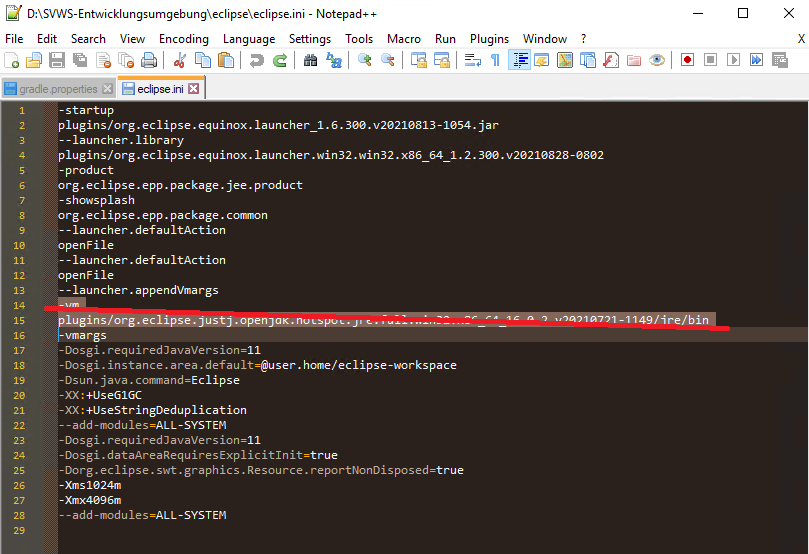 D:\SVWS-Entwicklungsumgebung\eclipse\eclipse.ini - Notepad++
File Edit Search View Encoding Language Settings Tools Macro Run Plugins Window ? X
gradle.properties eclipse.ini
1 -startup
2 plugins/org.eclipse.equinox.launcher_1.6.300.v20210813-1054.jar
3 --launcher.library
4 plugins/org.eclipse.equinox.launcher.win32.win32.x86_64_1.2.300.v20210828-0802
5 -product
6 org.eclipse.epp.package.jee.product
7 -showsplash
8 org.eclipse.epp.package.common
9 --launcher.defaultAction
10 openFile
11 --launcher.defaultAction
12 openFile
13 --launcher.appendVmargs
14 -vm
15 plugins/org.eclipse.justj.openjdk.hotspot.jre.full.win32.x86_64_16.0.2.v20210721-1149/jre/bin
16 -vmargs
17 -Dosgi.requiredJavaVersion=11
18 -Dosgi.instance.area.default=@user.home/eclipse-workspace
19 -Dsun.java.command=Eclipse
20 -XX:+UseG1GC
21 -XX:+UseStringDeduplication
22 --add-modules=ALL-SYSTEM
23 -Dosgi.requiredJavaVersion=11
24 -Dosgi.dataAreaRequiresExplicitInit=true
25 -Dorg.eclipse.swt.graphics.Resource.reportNonDisposed=true
26 -Xms1024m
27 -Xmx4096m
28 --add-modules=ALL-SYSTEM
29